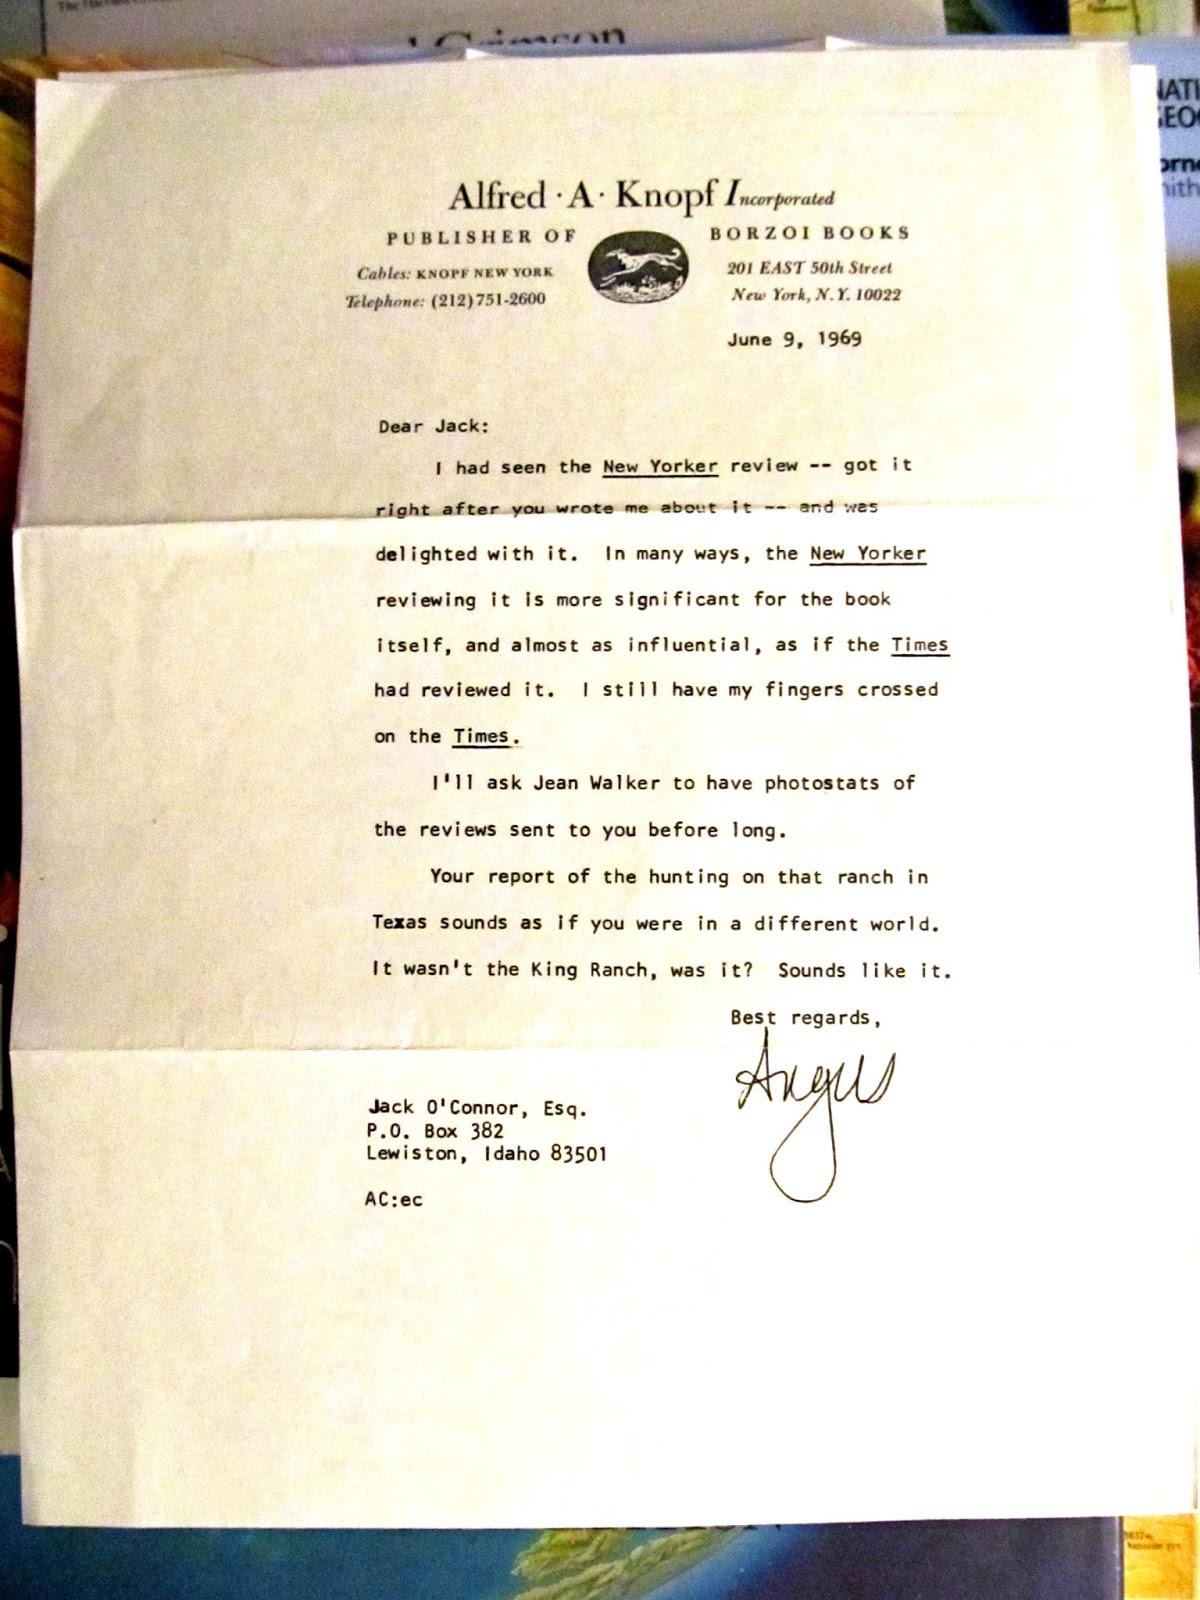 Crimson
NATI
GEO
Alfred · A · Knopf Incorporated
PUBLISHER OF BORZOI BOOKS
Cables: KNOPF NEW YORK
Telephone: (212) 751-2600
201 EAST 50th Street
New York, N.Y. 10022
June 9, 1969
Dear Jack:
I had seen the New Yorker review -- got it
right after you wrote me about it -- and was
delighted with it. In many ways, the New Yorker
reviewing it is more significant for the book
itself, and almost as influential, as if the Times
had reviewed it. I still have my fingers crossed
on the Times.
I'll ask Jean Walker to have photostats of
the reviews sent to you before long.
Your report of the hunting on that ranch in
Texas sounds as if you were in a different world.
It wasn't the King Ranch, was it? Sounds like it.
Best regards,
Angus
Jack O'Connor, Esq.
P.O. Box 382
Lewiston, Idaho 83501
AC:ec